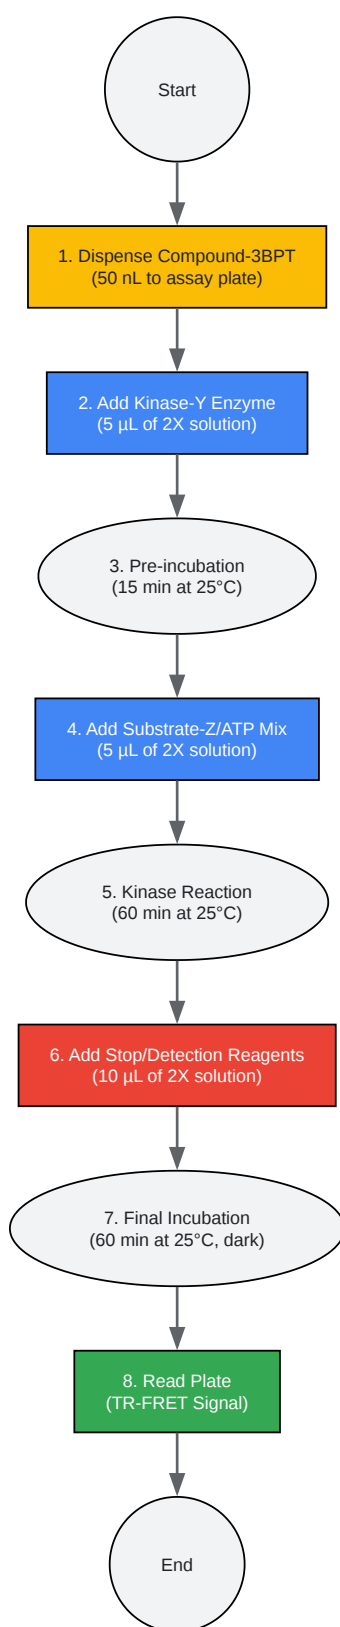 Start
1. Dispense Compound-3BPT
(50 nL to assay plate)
2. Add Kinase-Y Enzyme
(5 µL of 2X solution)
3. Pre-incubation
(15 min at 25°C)
4. Add Substrate-Z/ATP Mix
(5 µL of 2X solution)
5. Kinase Reaction
(60 min at 25°C)
6. Add Stop/Detection Reagents
(10 µL of 2X solution)
7. Final Incubation
(60 min at 25°C, dark)
8. Read Plate
(TR-FRET Signal)
End